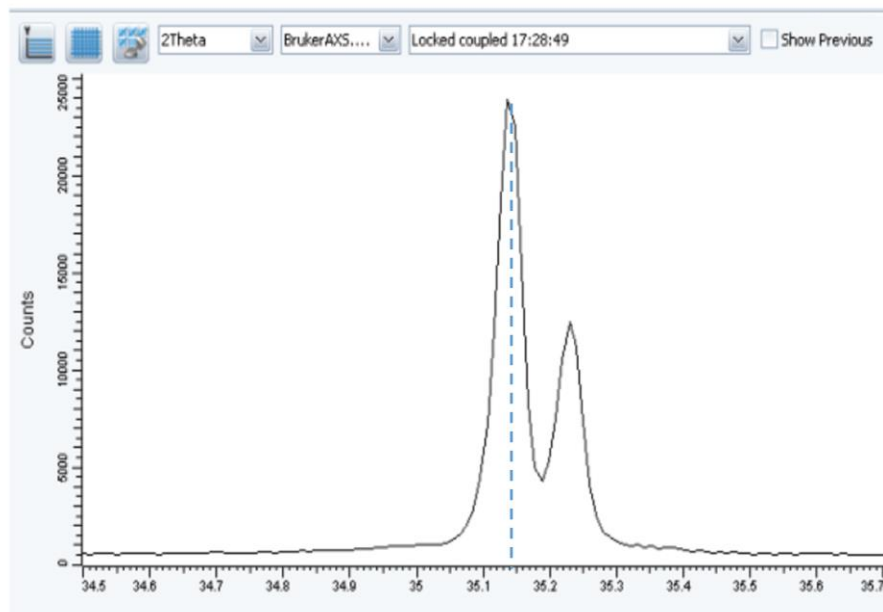 2Theta BrukerAXS.... Locked coupled 17:28:49 Show Previous
25000
20000
15000
10000
5000
0
Counts
34.5 34.6 34.7 34.8 34.9 35 35.1 35.2 35.3 35.4 35.5 35.6 35.7